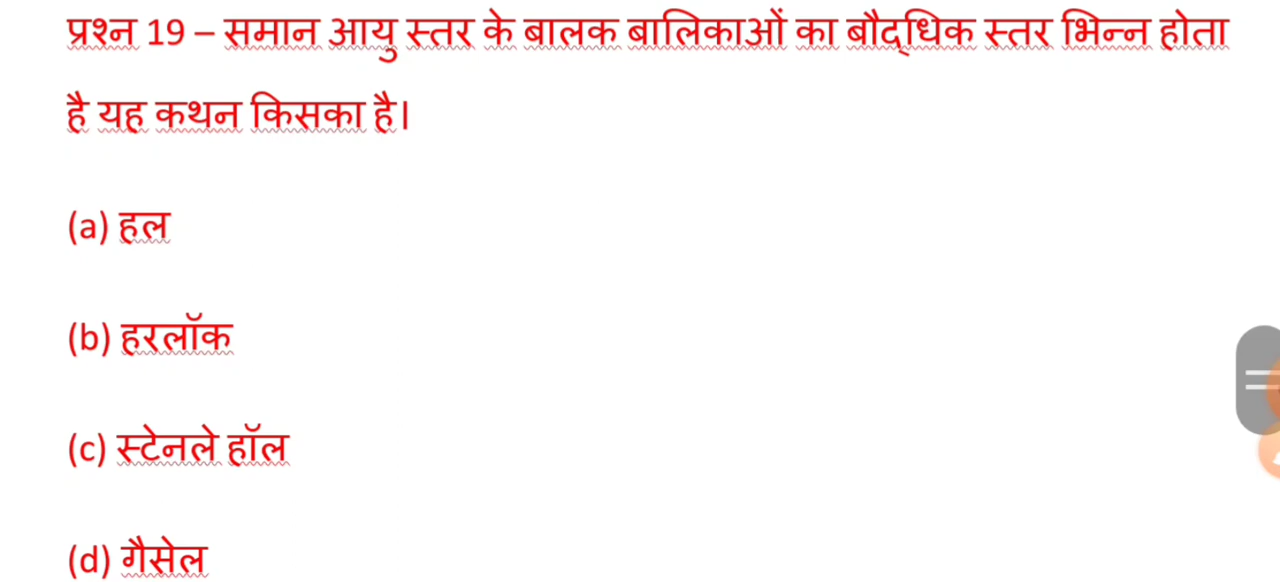 प्रश्न 19 – समान आयु स्तर के बालक बालिकाओं का बौद्धिक स्तर भिन्न होता
है यह कथन किसका है।
(a) हल
(b) हरलॉक
(c) स्टेनले हॉल
(d) गैसेल